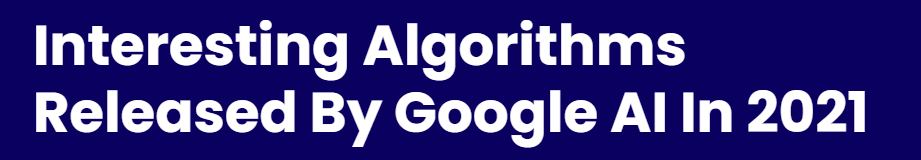 Interesting Algorithms
Released By Google AI In 2021